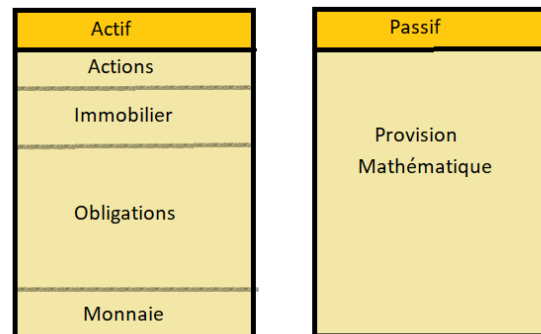 Actif
Actions
Immobilier
Obligations
Monnaie
Passif
Provision
Mathématique